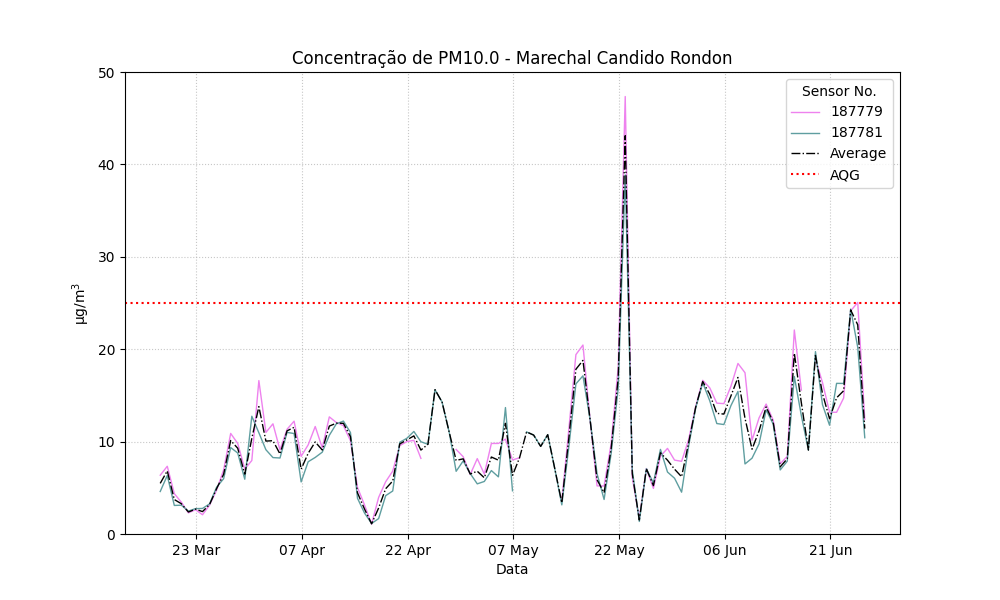 Concentração de PM10.0 - Marechal Candido Rondon
Sensor No.
187779
187781
Average
AQG
µg/m³
50
40
30
20
10
0
23 Mar
07 Apr
22 Apr
07 May
22 May
06 Jun
21 Jun
Data